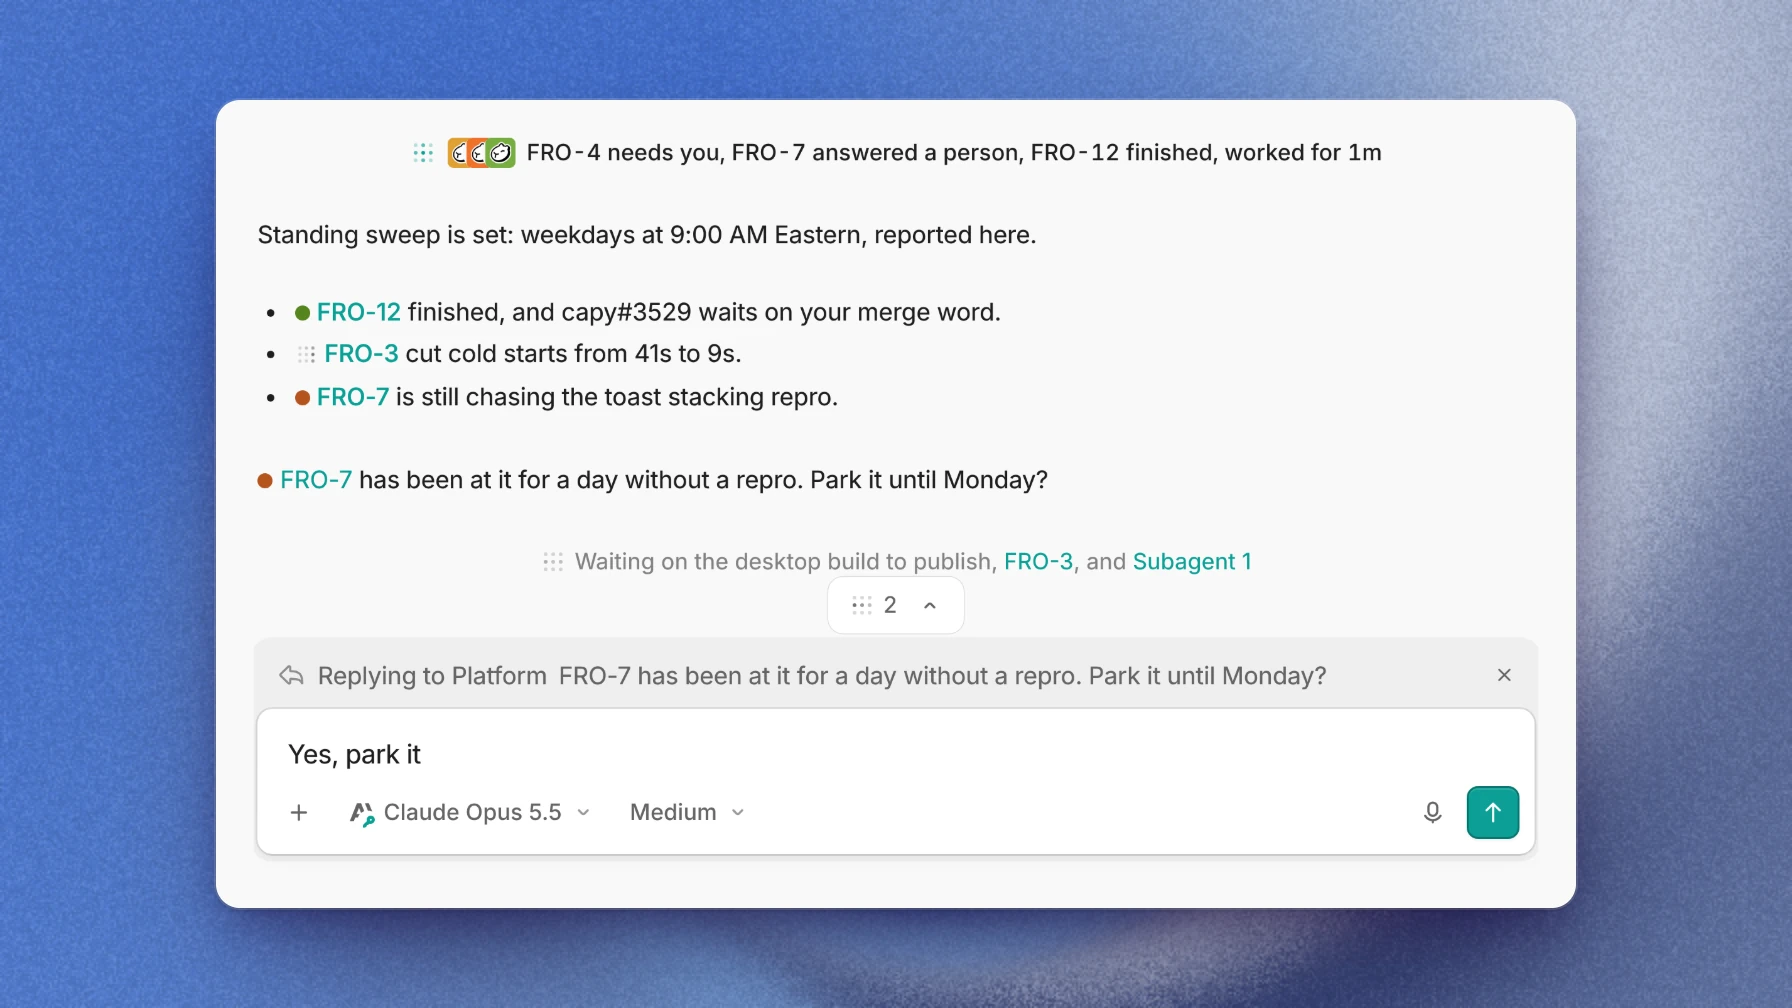 FRO-4 needs you, FRO-7 answered a person, FRO-12 finished, worked for 1m
Standing sweep is set: weekdays at 9:00 AM Eastern, reported here.
• FRO-12 finished, and capy#3529 waits on your merge word.
• FRO-3 cut cold starts from 41s to 9s.
• FRO-7 is still chasing the toast stacking repro.
FRO-7 has been at it for a day without a repro. Park it until Monday?
Waiting on the desktop build to publish, FRO-3, and Subagent 1
2
Replying to Platform FRO-7 has been at it for a day without a repro. Park it until Monday?
Yes, park it
Claude Opus 5.5 Medium